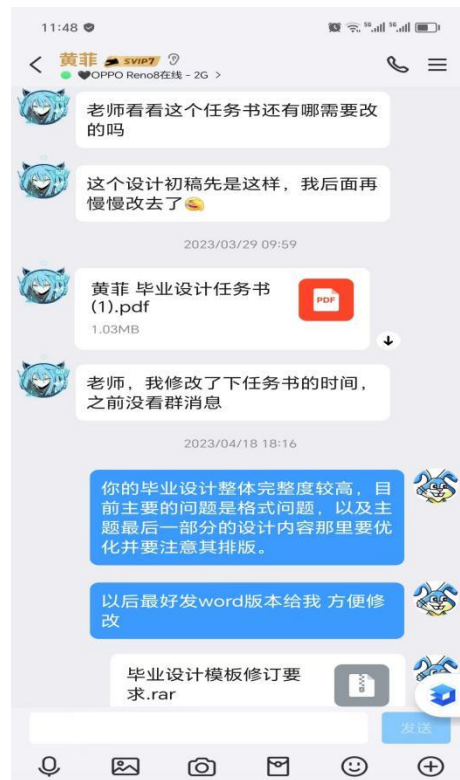 11:48
5G 5G
黄菲 SVIP7
OPPO Reno8在线 - 2G >
老师看看这个任务书还有哪需要改
的吗
这个设计初稿先是这样，我后面再
慢慢改去了
2023/03/29 09:59
黄菲 毕业设计任务书
(1).pdf
PDF
1.03MB
老师，我修改了下任务书的时间，
之前没看群消息
2023/04/18 18:16
你的毕业设计整体完整度较高，目
前主要的问题是格式问题，以及主
题最后一部分的设计内容那里要优
化并要注意其排版。
以后最好发word版本给我 方便修
改
毕业设计模板修订要
求.rar
发送